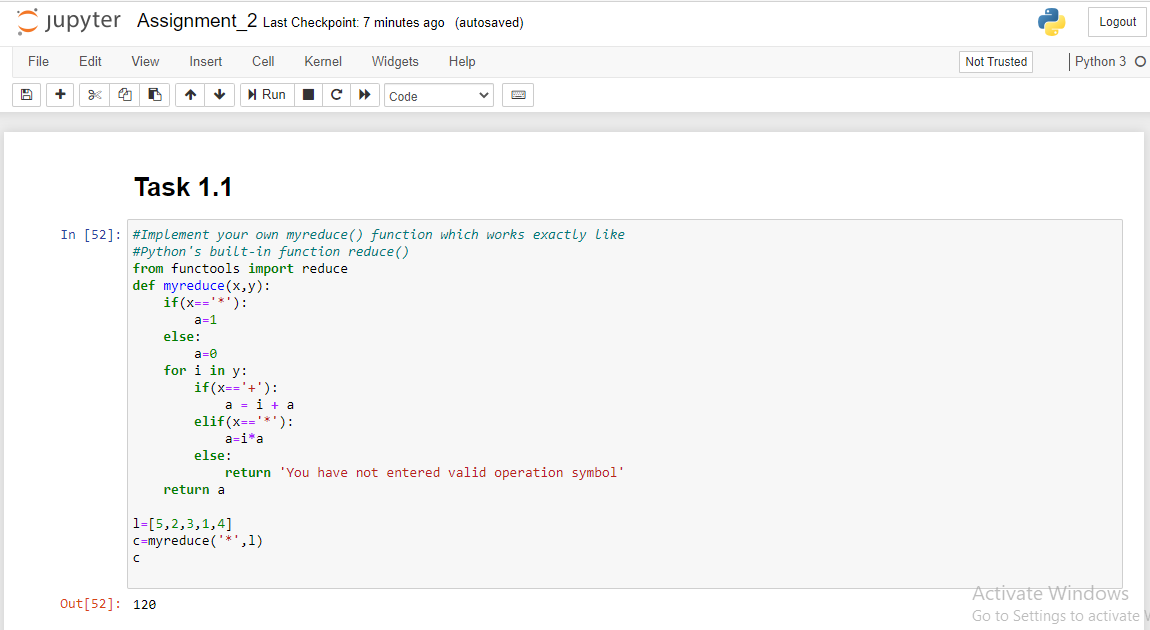 jupyter Assignment_2 Last Checkpoint: 7 minutes ago (autosaved) Logout
File Edit View Insert Cell Kernel Widgets Help Not Trusted Python 3
Run Code
Task 1.1
In [52]: #Implement your own myreduce() function which works exactly like
#Python's built-in function reduce()
from functools import reduce
def myreduce(x,y):
    if(x=='*'):
        a=1
    else:
        a=0
    for i in y:
        if(x=='+'):
            a = i + a
        elif(x=='*'):
            a=i*a
        else:
            return 'You have not entered valid operation symbol'
    return a

l=[5,2,3,1,4]
c=myreduce('*',l)
c
Out[52]: 120
Activate Windows
Go to Settings to activate